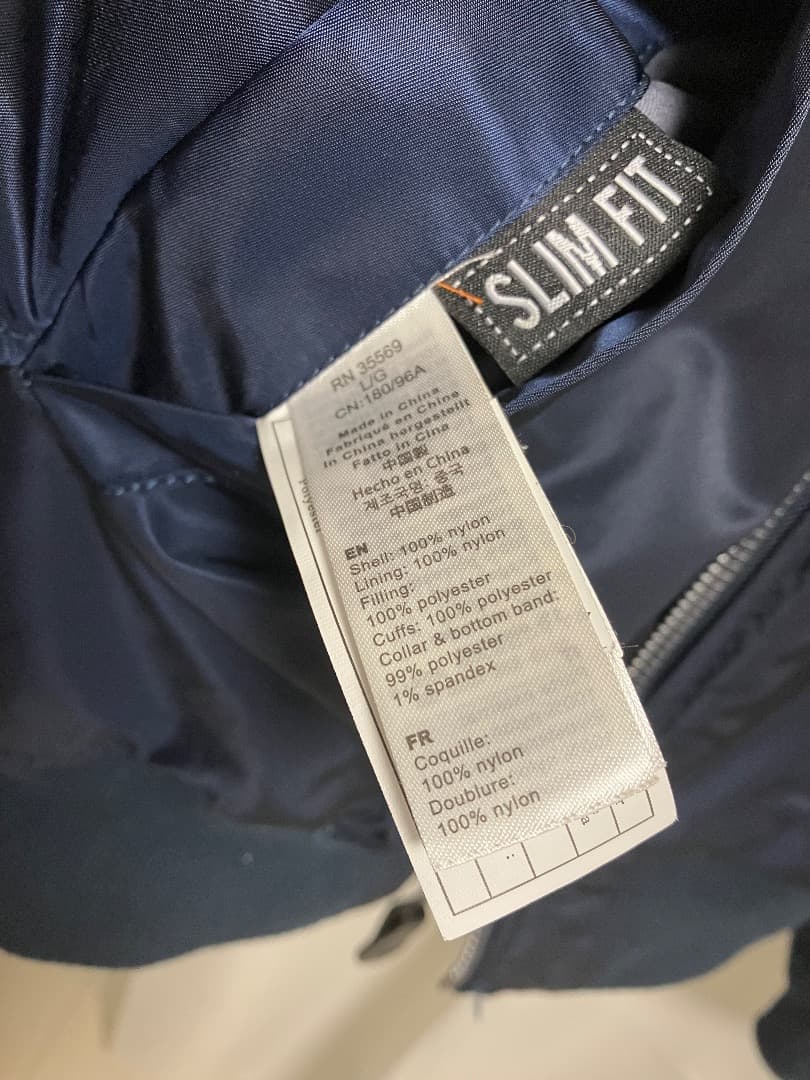 SLIM FIT
RN 35569
L/G
CN:180/96A
Made in China
Fabriqué en Chine
In China hergestellt
Fatto in Cina
中國製
Hecho en China
제조국명: 중국
中国制造
EN
Shell: 100% nylon
Lining: 100% nylon
Filling:
100% polyester
Cuffs: 100% polyester
Collar & bottom band:
99% polyester
1% spandex
FR
Coquille:
100% nylon
Doublure:
100% nylon
Polyester